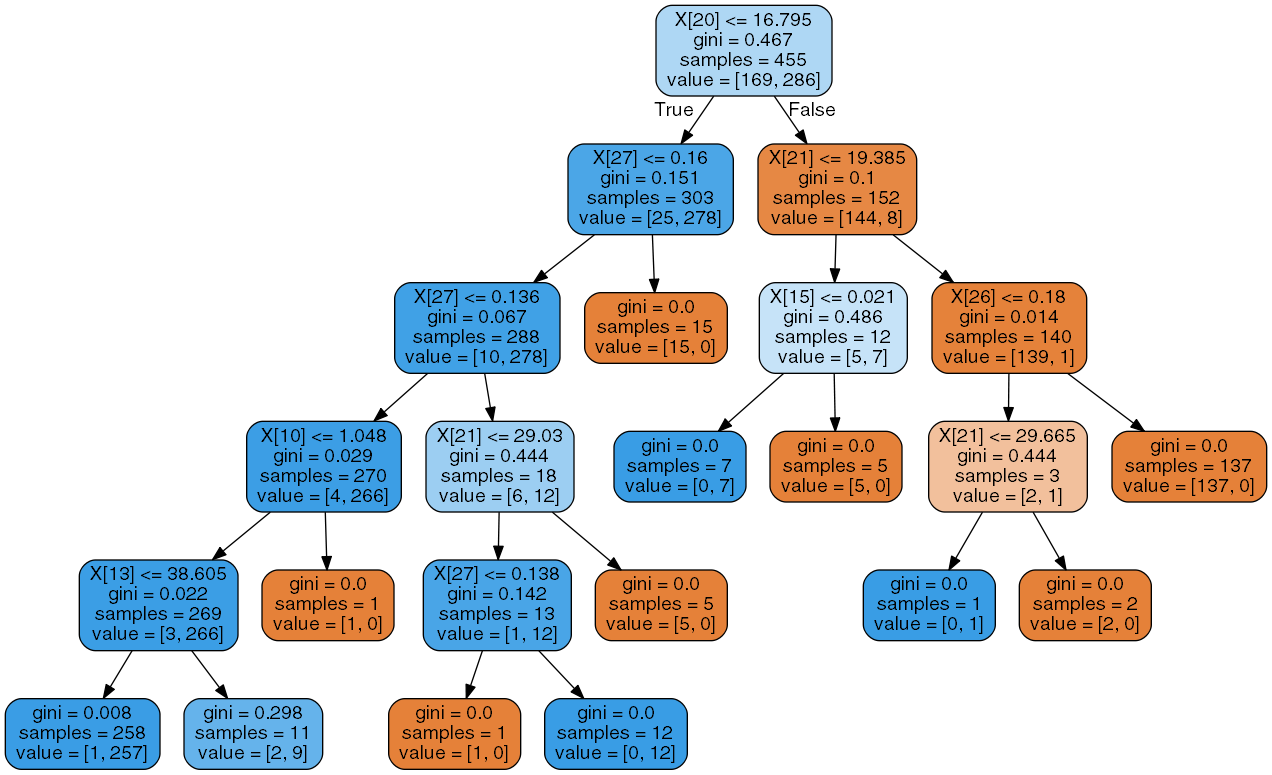 X[20] <= 16.795
gini = 0.467
samples = 455
value = [169, 286]
True
False
X[27] <= 0.16
gini = 0.151
samples = 303
value = [25, 278]
X[21] <= 19.385
gini = 0.1
samples = 152
value = [144, 8]
X[27] <= 0.136
gini = 0.067
samples = 288
value = [10, 278]
gini = 0.0
samples = 15
value = [15, 0]
X[15] <= 0.021
gini = 0.486
samples = 12
value = [5, 7]
X[26] <= 0.18
gini = 0.014
samples = 140
value = [139, 1]
X[10] <= 1.048
gini = 0.029
samples = 270
value = [4, 266]
X[21] <= 29.03
gini = 0.444
samples = 18
value = [6, 12]
gini = 0.0
samples = 7
value = [0, 7]
gini = 0.0
samples = 5
value = [5, 0]
X[21] <= 29.665
gini = 0.444
samples = 3
value = [2, 1]
gini = 0.0
samples = 137
value = [137, 0]
X[13] <= 38.605
gini = 0.022
samples = 269
value = [3, 266]
gini = 0.0
samples = 1
value = [1, 0]
X[27] <= 0.138
gini = 0.142
samples = 13
value = [1, 12]
gini = 0.0
samples = 5
value = [5, 0]
gini = 0.0
samples = 1
value = [0, 1]
gini = 0.0
samples = 2
value = [2, 0]
gini = 0.008
samples = 258
value = [1, 257]
gini = 0.298
samples = 11
value = [2, 9]
gini = 0.0
samples = 1
value = [1, 0]
gini = 0.0
samples = 12
value = [0, 12]